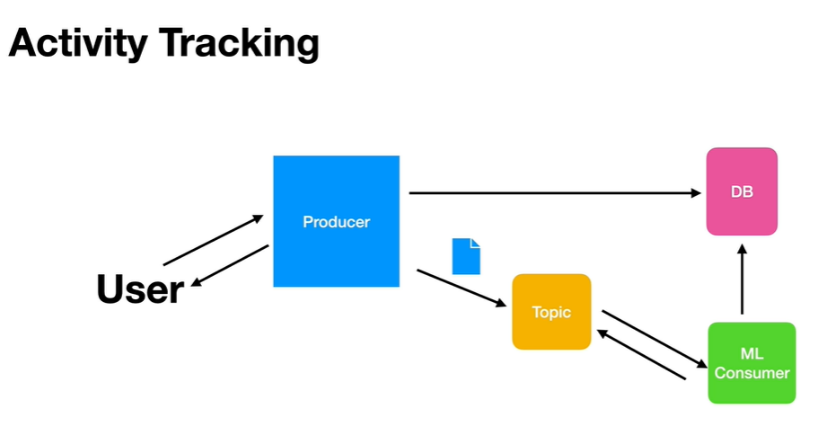 Activity Tracking
Producer
DB
User
Topic
ML
Consumer